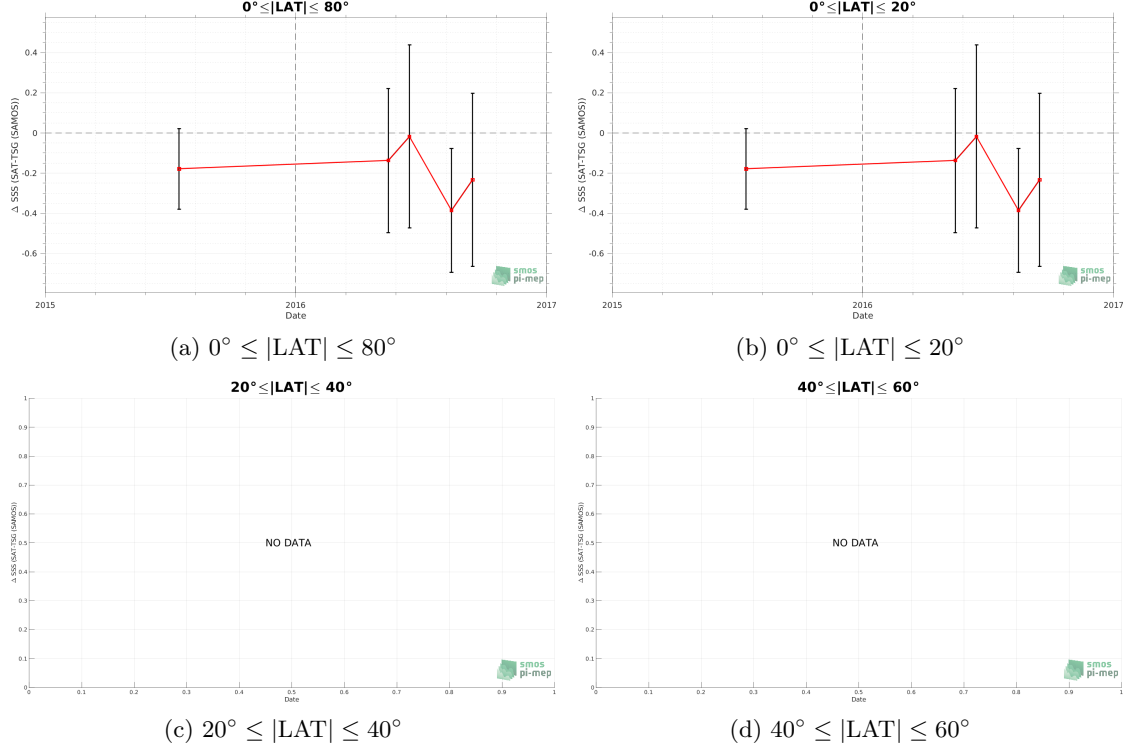 0°≤|LAT|≤ 80°
0.4
0.2
0
-0.2
-0.4
-0.6
Δ SSS (SAT-TSG (SAMOS))
smos
pi-mep
2015
2016
2017
Date
(a) 0° ≤ |LAT| ≤ 80°
0°≤|LAT|≤ 20°
0.4
0.2
0
-0.2
-0.4
-0.6
Δ SSS (SAT-TSG (SAMOS))
smos
pi-mep
2015
2016
2017
Date
(b) 0° ≤ |LAT| ≤ 20°
20°≤|LAT|≤ 40°
1
0.9
0.8
0.7
0.6
0.5
0.4
0.3
0.2
0.1
0
Δ SSS (SAT-TSG (SAMOS))
NO DATA
smos
pi-mep
0 0.1 0.2 0.3 0.4 0.5 0.6 0.7 0.8 0.9 1
Date
(c) 20° ≤ |LAT| ≤ 40°
40°≤|LAT|≤ 60°
1
0.9
0.8
0.7
0.6
0.5
0.4
0.3
0.2
0.1
0
Δ SSS (SAT-TSG (SAMOS))
NO DATA
smos
pi-mep
0 0.1 0.2 0.3 0.4 0.5 0.6 0.7 0.8 0.9 1
Date
(d) 40° ≤ |LAT| ≤ 60°